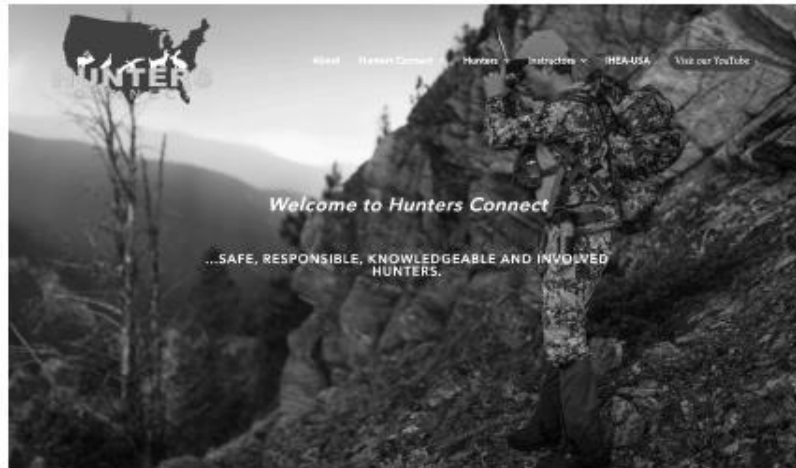 HUNTERS
About Hunters Connect Hunters Instructors IHEA-USA Visit our YouTube
Welcome to Hunters Connect
...SAFE, RESPONSIBLE, KNOWLEDGEABLE AND INVOLVED
HUNTERS.